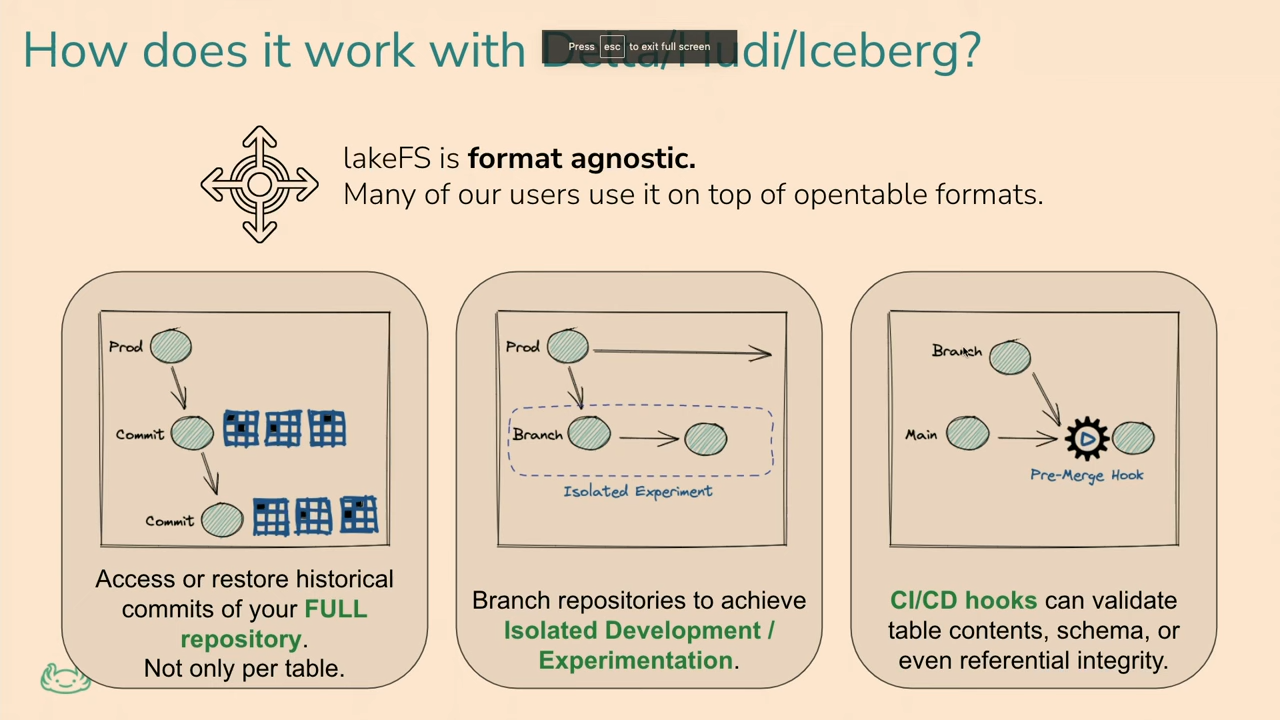 How does it work with Delta/Hudi/Iceberg?
Press esc to exit full screen
lakeFS is format agnostic.
Many of our users use it on top of opentable formats.
Prod
Commit
Commit
Access or restore historical
commits of your FULL
repository.
Not only per table.
Prod
Branch
Isolated Experiment
Branch repositories to achieve
Isolated Development /
Experimentation.
Branch
Main
Pre-Merge Hook
CI/CD hooks can validate
table contents, schema, or
even referential integrity.